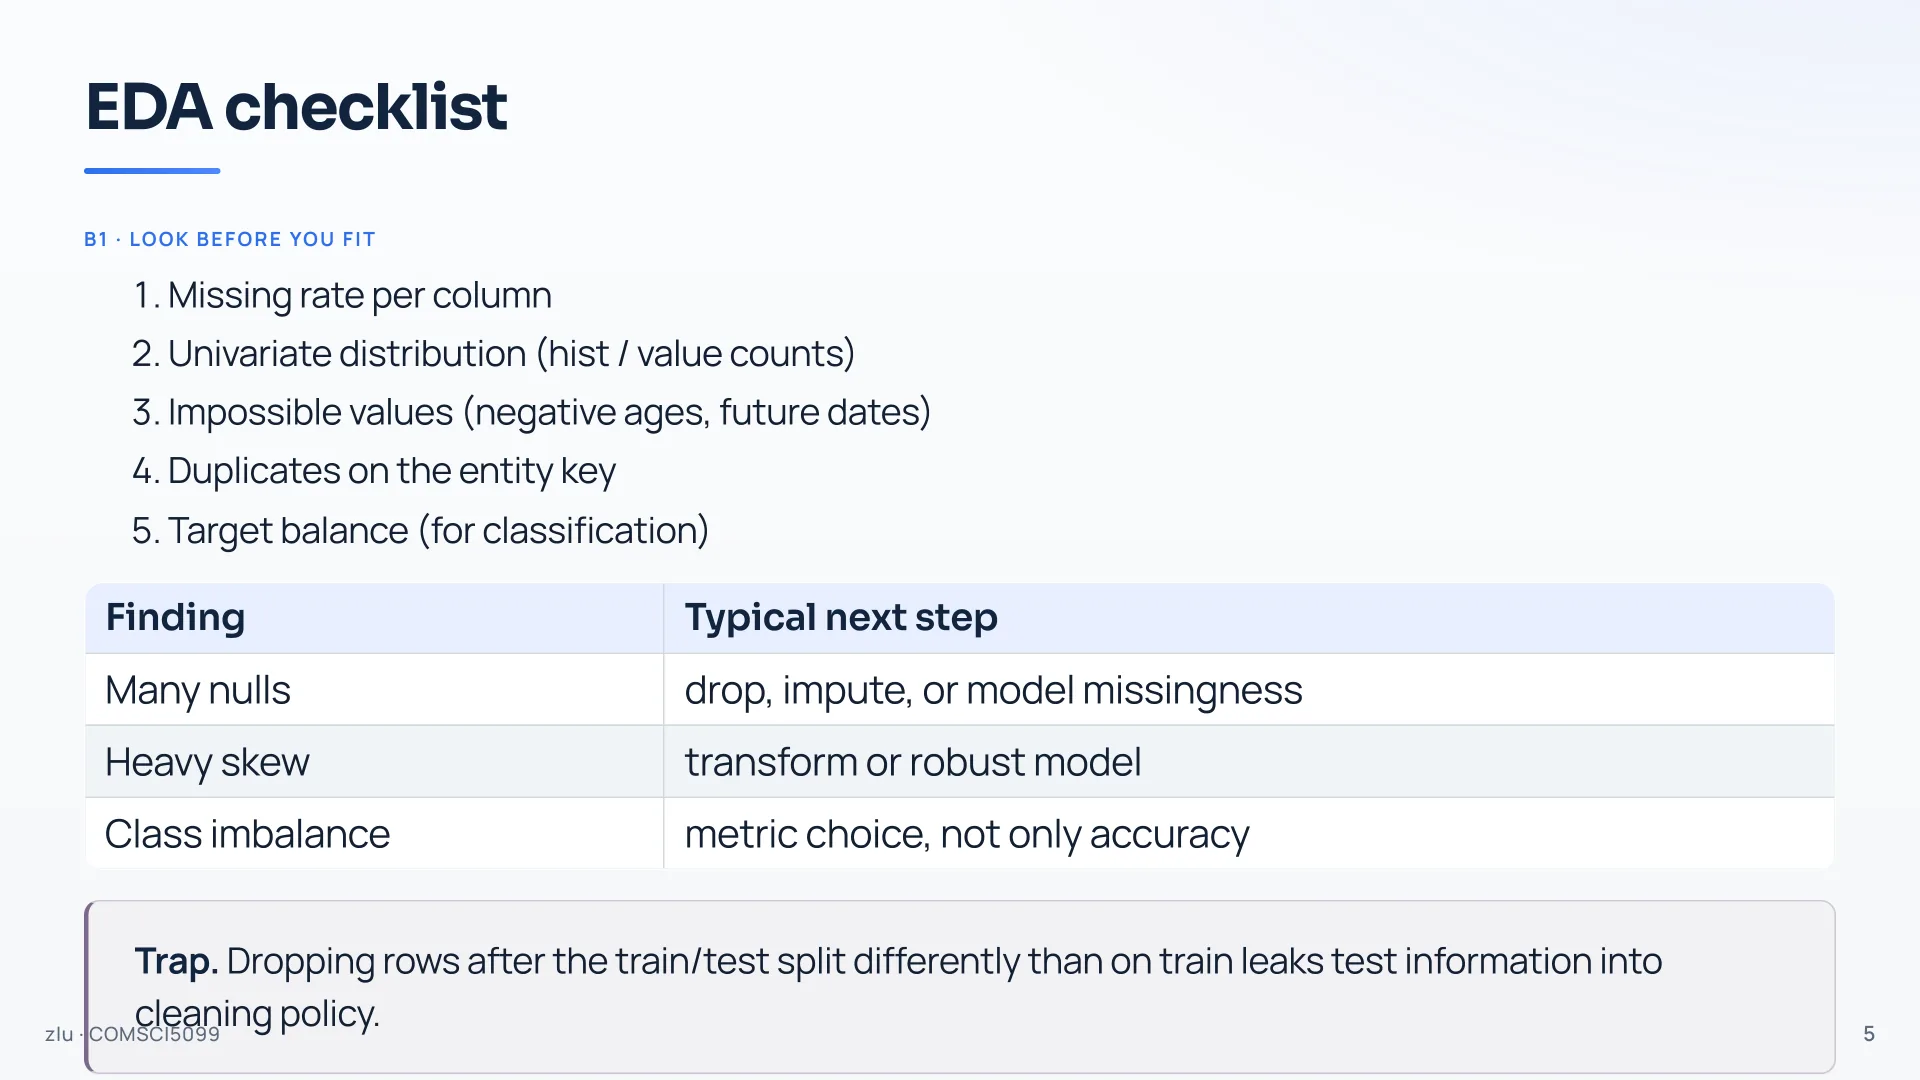 EDA checklist
B1 · LOOK BEFORE YOU FIT
1. Missing rate per column
2. Univariate distribution (hist / value counts)
3. Impossible values (negative ages, future dates)
4. Duplicates on the entity key
5. Target balance (for classification)
Finding Typical next step
Many nulls drop, impute, or model missingness
Heavy skew transform or robust model
Class imbalance metric choice, not only accuracy
Trap. Dropping rows after the train/test split differently than on train leaks test information into
cleaning policy.
zlu · COMSCI5099
5